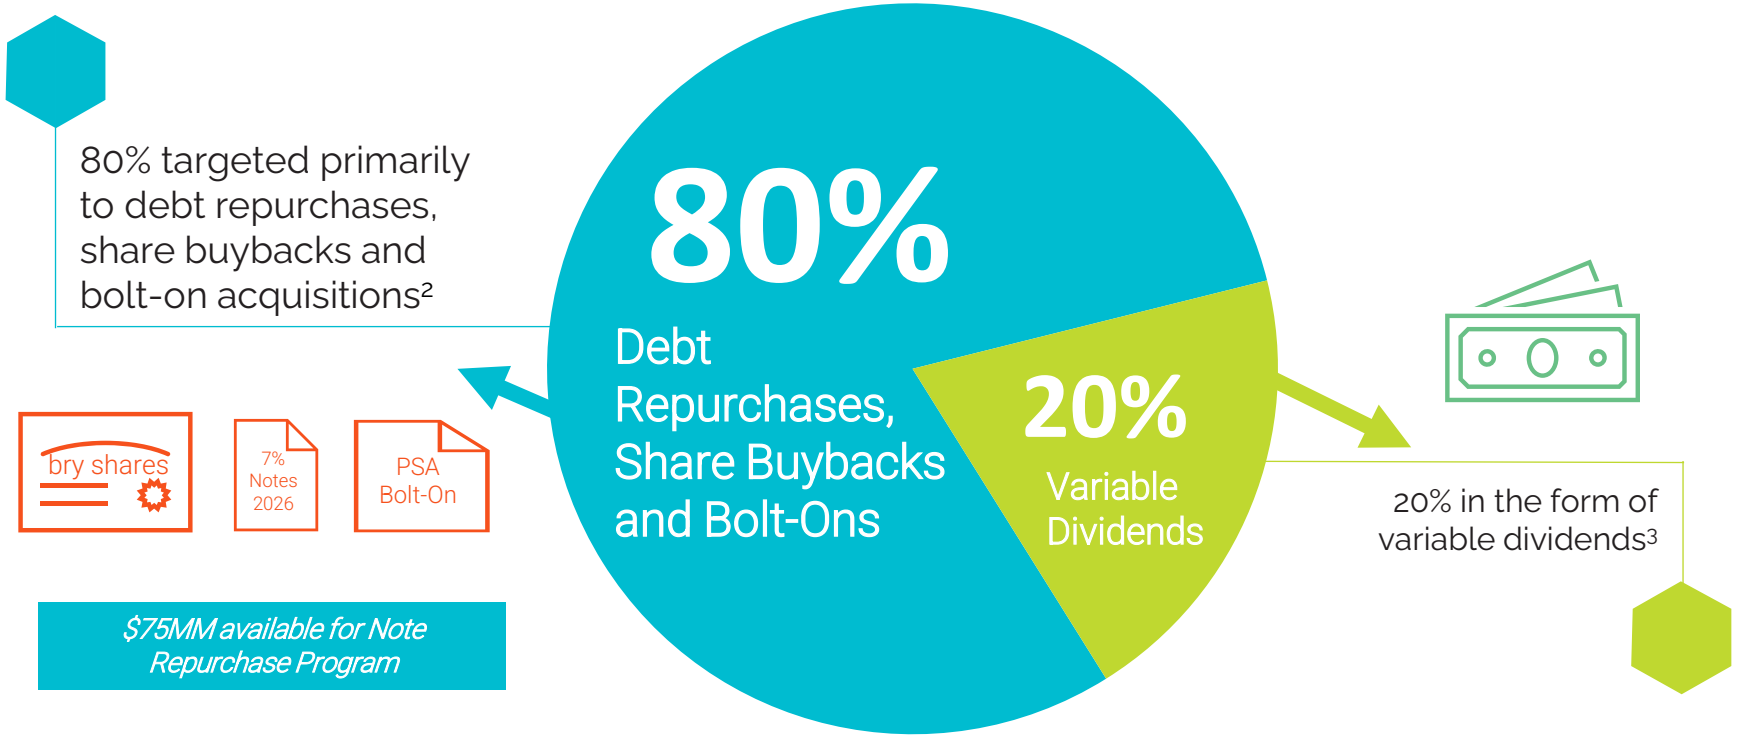 80% targeted primarily
to debt repurchases,
share buybacks and
bolt-on acquisitions²
bry shares
7%
Notes
2026
PSA
Bolt-On
$75MM available for Note
Repurchase Program
80%
Debt
Repurchases,
Share Buybacks
and Bolt-Ons
20%
Variable
Dividends
20% in the form of
variable dividends³